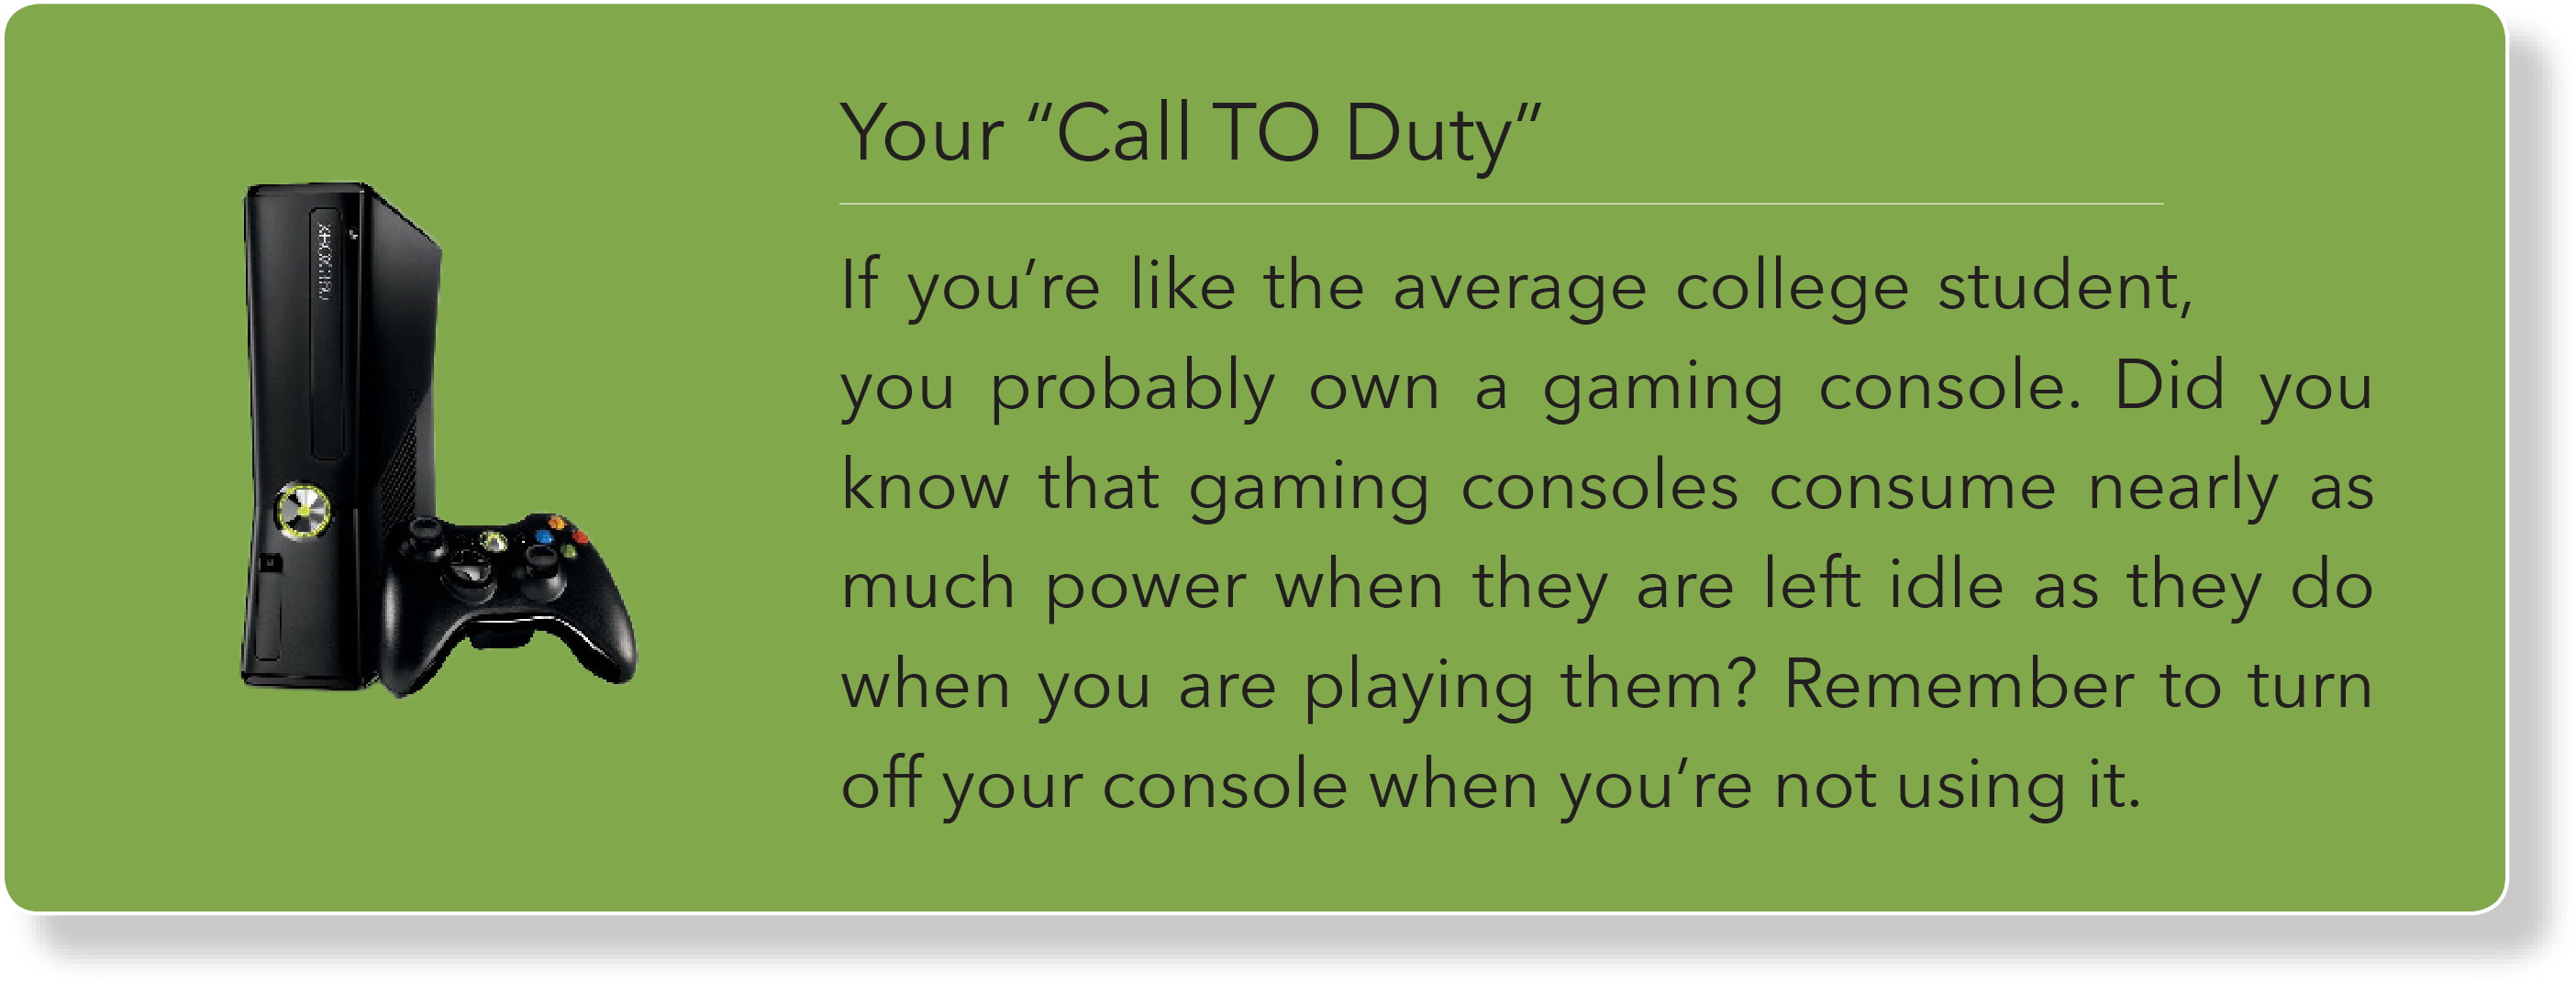 Your “Call TO Duty”
If you’re like the average college student,
you probably own a gaming console. Did you
know that gaming consoles consume nearly as
much power when they are left idle as they do
when you are playing them? Remember to turn
off your console when you’re not using it.
XBOX 360